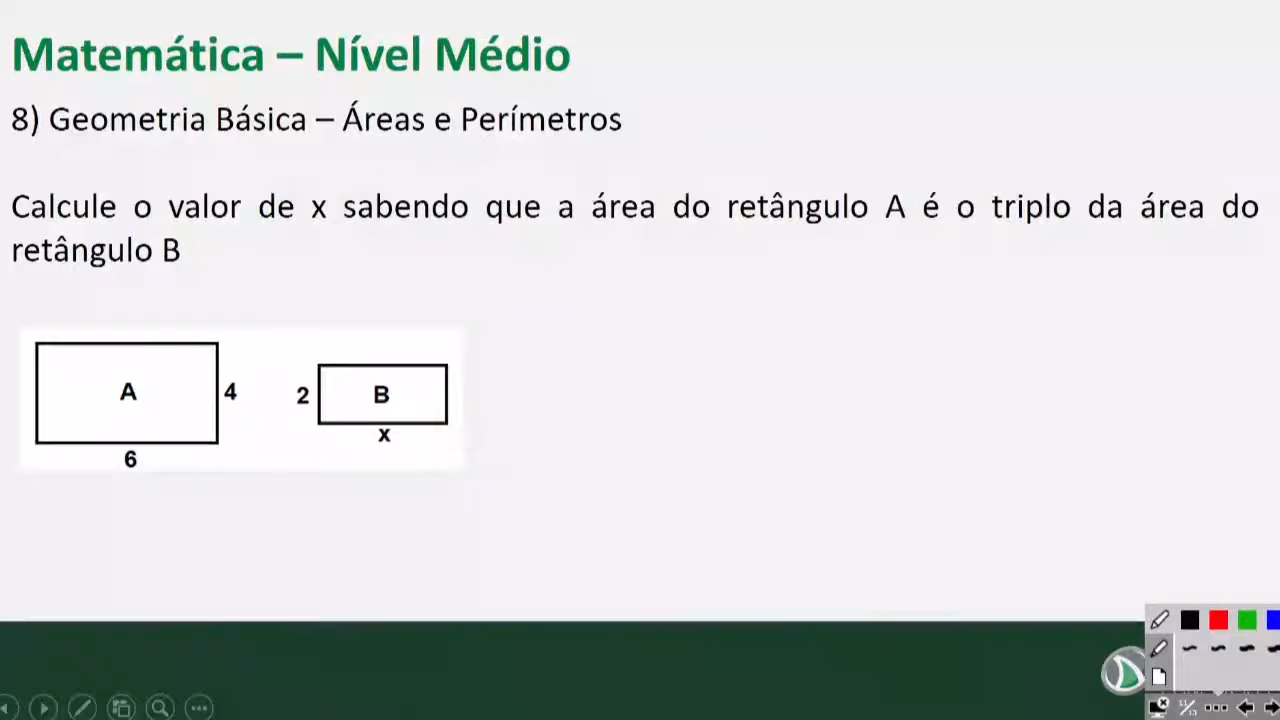 Matemática – Nível Médio
8) Geometria Básica – Áreas e Perímetros
Calcule o valor de x sabendo que a área do retângulo A é o triplo da área do
retângulo B
A
4
6
2
B
x